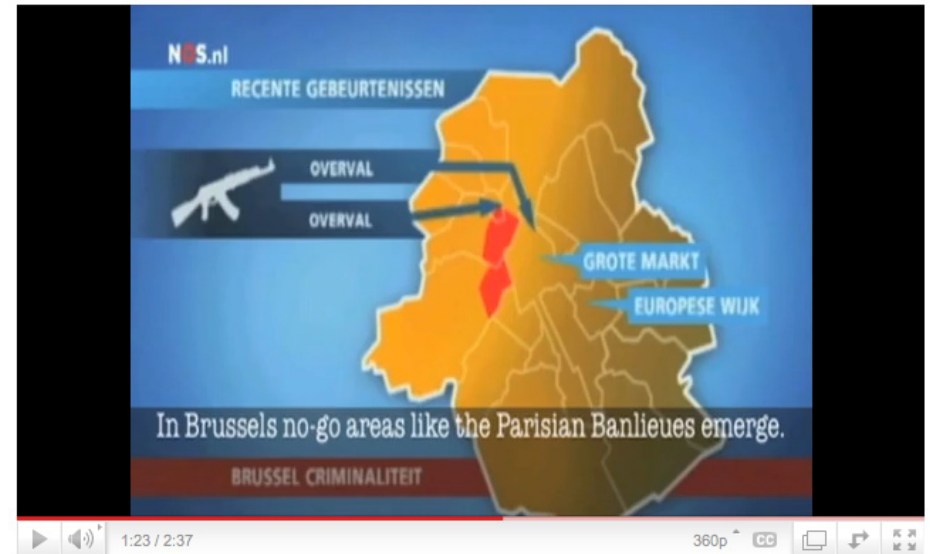 NOS.nl
RECENTE GEBEURTENISSEN
OVERVAL
OVERVAL
GROTE MARKT
EUROPESE WIJK
In Brussels no-go areas like the Parisian Banlieues emerge.
BRUSSEL CRIMINALITEIT
1:23 / 2:37
360p
CC